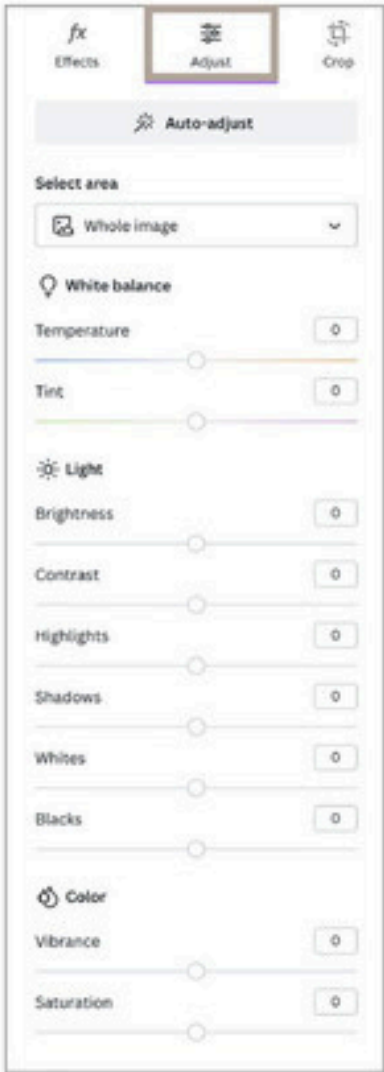 fx
Effects
Adjust
Crop
Auto-adjust
Select area
Whole image
White balance
Temperature 0
Tint 0
Light
Brightness 0
Contrast 0
Highlights 0
Shadows 0
Whites 0
Blacks 0
Color
Vibrance 0
Saturation 0